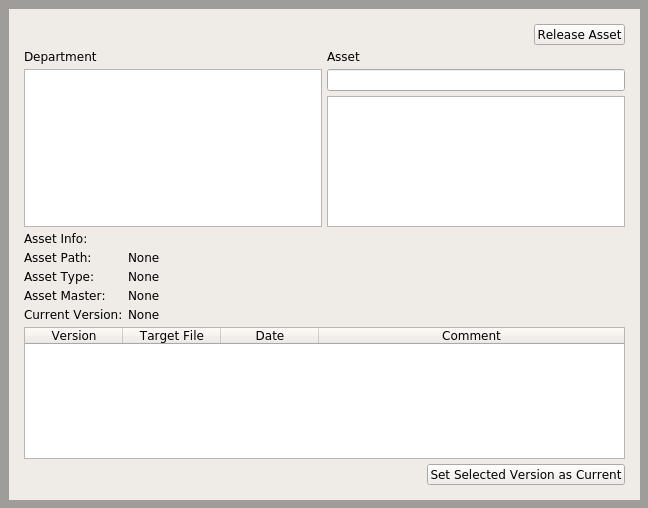 Release Asset
Department Asset
Asset Info:
Asset Path: None
Asset Type: None
Asset Master: None
Current Version: None
Version Target File Date Comment
Set Selected Version as Current